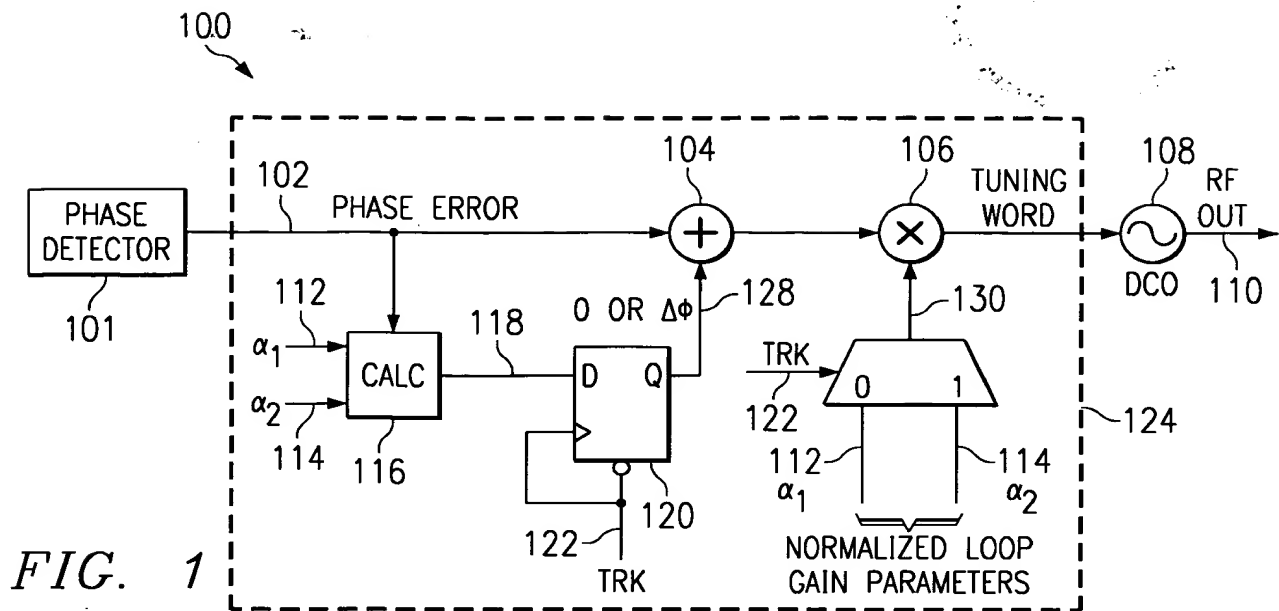 100
PHASE
DETECTOR
101
102
PHASE ERROR
104
+
106
×
TUNING
WORD
108
DCO
RF
OUT
110
112
α1
α2
114
CALC
116
118
0 OR Δϕ
128
D Q
120
122
TRK
130
TRK
122
0 1
112
α1
114
α2
NORMALIZED LOOP
GAIN PARAMETERS
124
FIG. 1